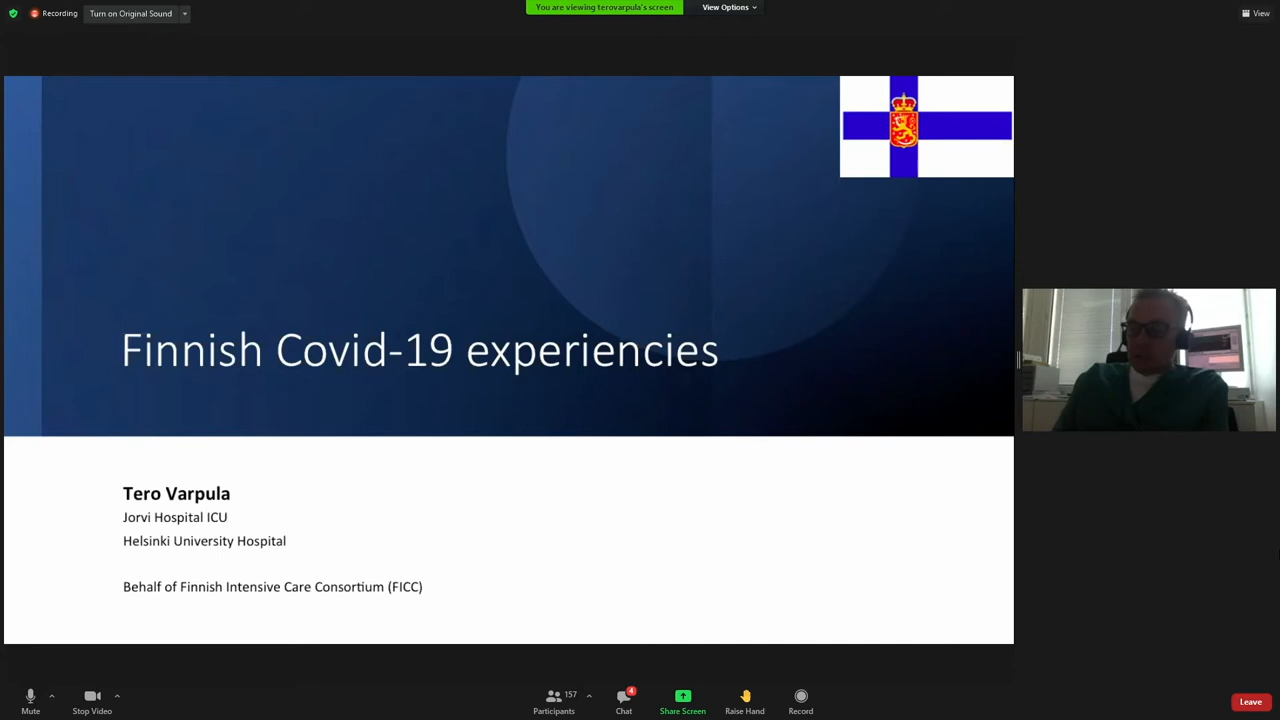 Recording
Turn on Original Sound
You are viewing terovarpula's screen
View Options
View
Finnish Covid-19 experiencies
Tero Varpula
Jorvi Hospital ICU
Helsinki University Hospital
Behalf of Finnish Intensive Care Consortium (FICC)
Mute
Stop Video
157
Participants
4
Chat
Share Screen
Raise Hand
Record
Leave